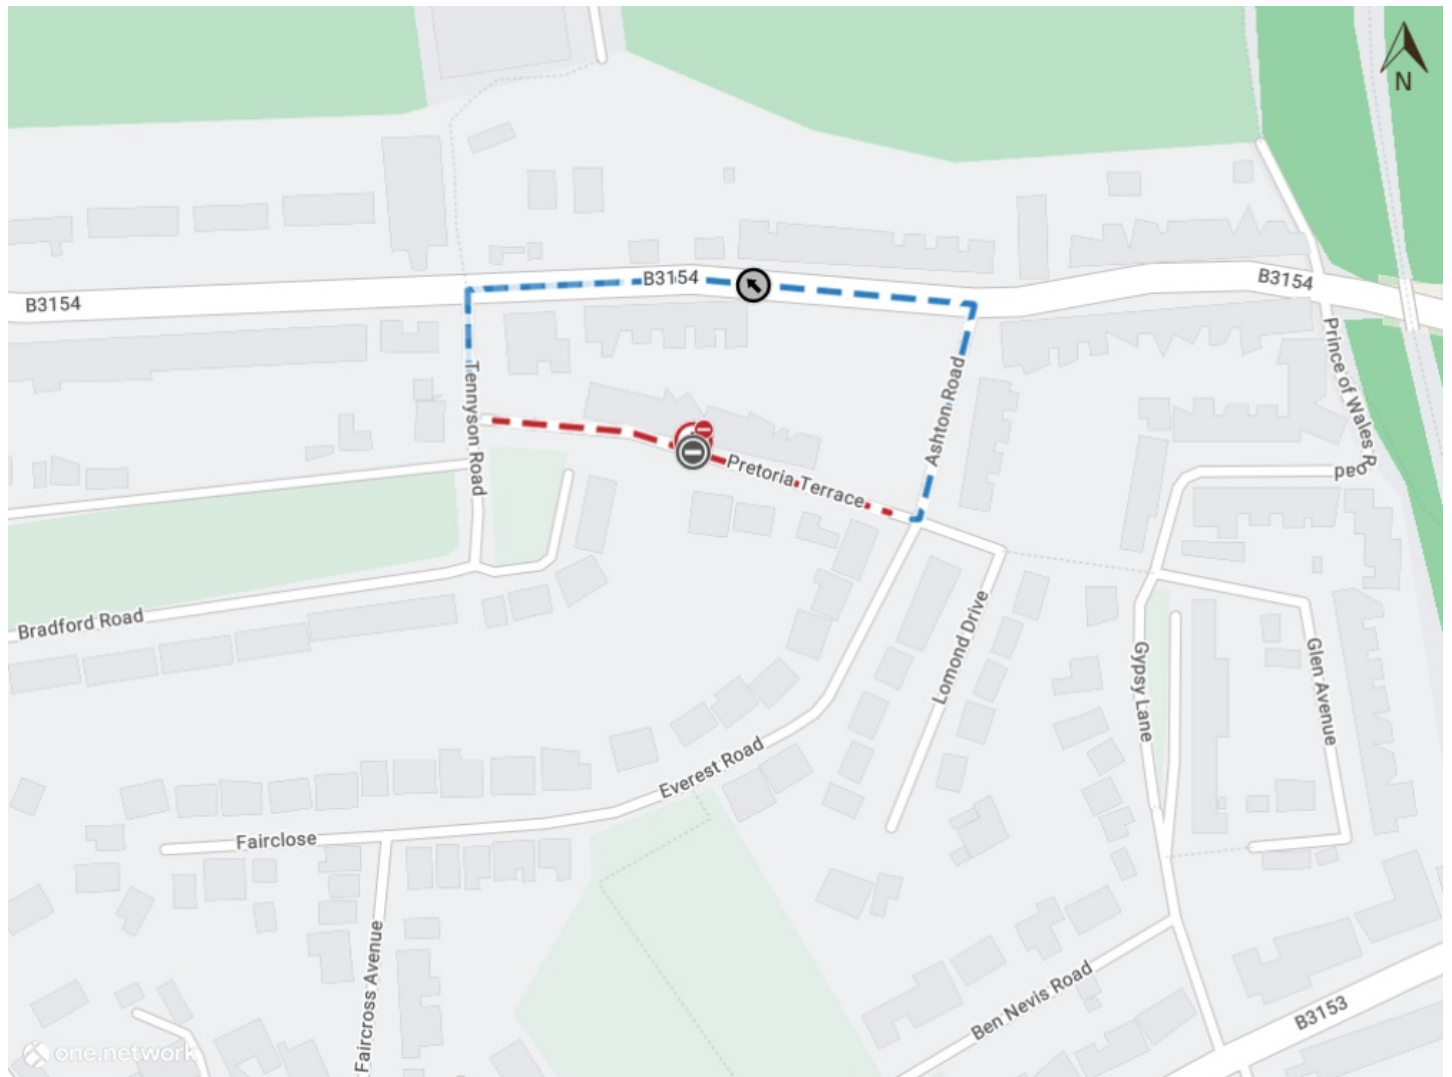 N
B3154
B3154
B3154
Prince of Wales Road
Tennyson Road
Ashton Road
Pretoria Terrace
Bradford Road
Lomond Drive
Gypsy Lane
Glen Avenue
Everest Road
Fairclose
Faircross Avenue
Ben Nevis Road
B3153
one.network